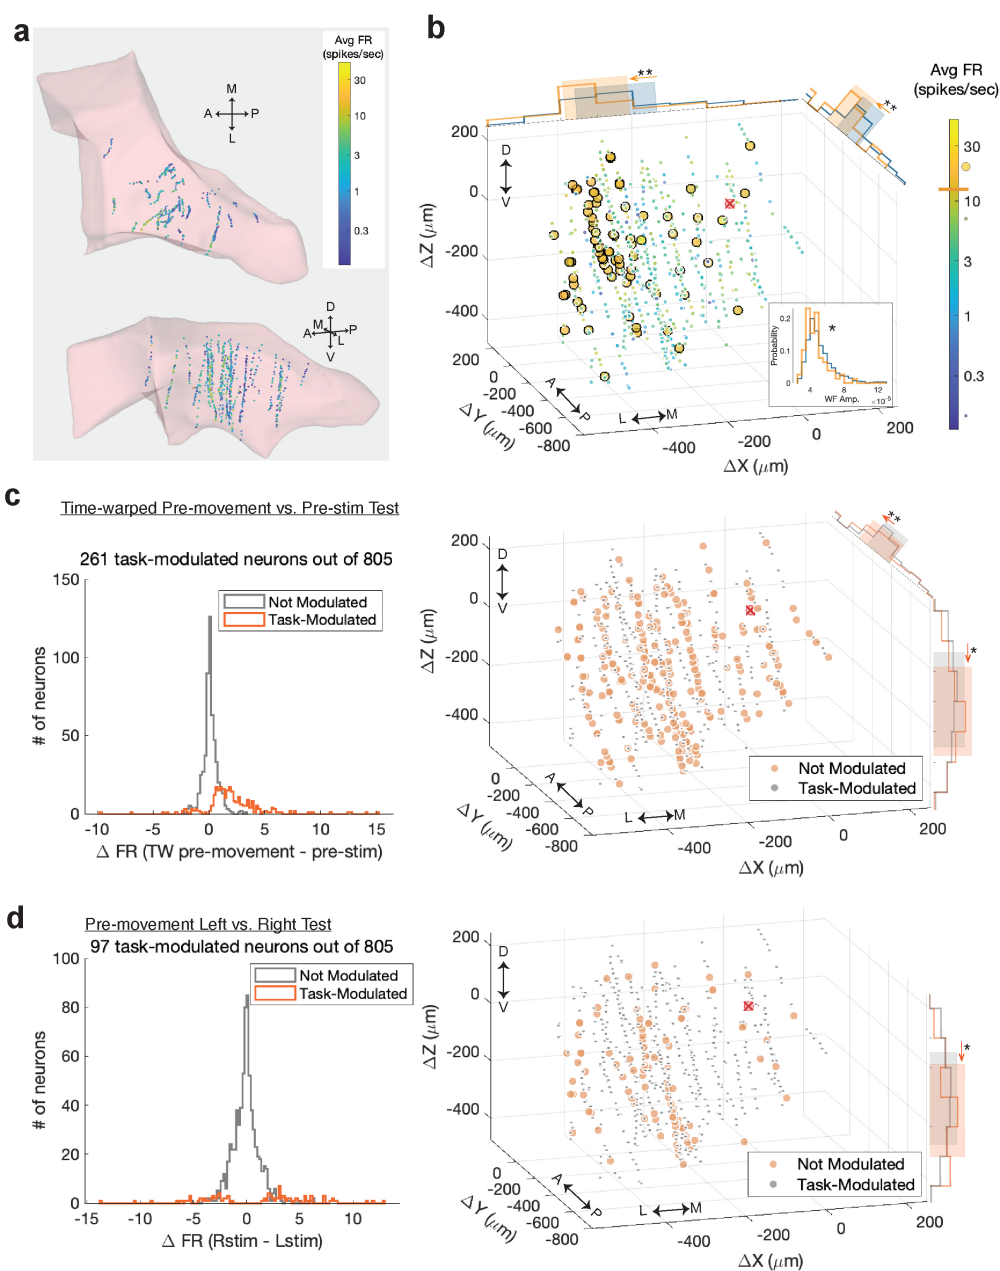 a
Avg FR
(spikes/sec)
30
10
3
1
0.3
M
A
P
L
D
M
A
P
L
V
b
**
**
Avg FR
(spikes/sec)
30
10
3
1
0.3
D
V
200
0
-200
-400
ΔZ (μm)
200
0
-200
-400
-600
-800
ΔY (μm)
A
P
L
M
-400
-200
0
200
ΔX (μm)
Probability
0.2
0.1
0
*
4
8
12
×10⁻⁵
WF Amp.
c
Time-warped Pre-movement vs. Pre-stim Test
261 task-modulated neurons out of 805
150
100
50
0
# of neurons
Not Modulated
Task-Modulated
-10
-5
0
5
10
15
Δ FR (TW pre-movement - pre-stim)
**
*
200
0
-200
-400
ΔZ (μm)
D
V
0
-200
-400
-600
-800
ΔY (μm)
A
P
L
M
Not Modulated
Task-Modulated
-400
-200
0
200
ΔX (μm)
d
Pre-movement Left vs. Right Test
97 task-modulated neurons out of 805
100
80
60
40
20
0
# of neurons
Not Modulated
Task-Modulated
-15
-10
-5
0
5
10
Δ FR (Rstim - Lstim)
*
200
0
-200
-400
ΔZ (μm)
D
V
0
-200
-400
-600
-800
ΔY (μm)
A
P
L
M
Not Modulated
Task-Modulated
-400
-200
0
200
ΔX (μm)